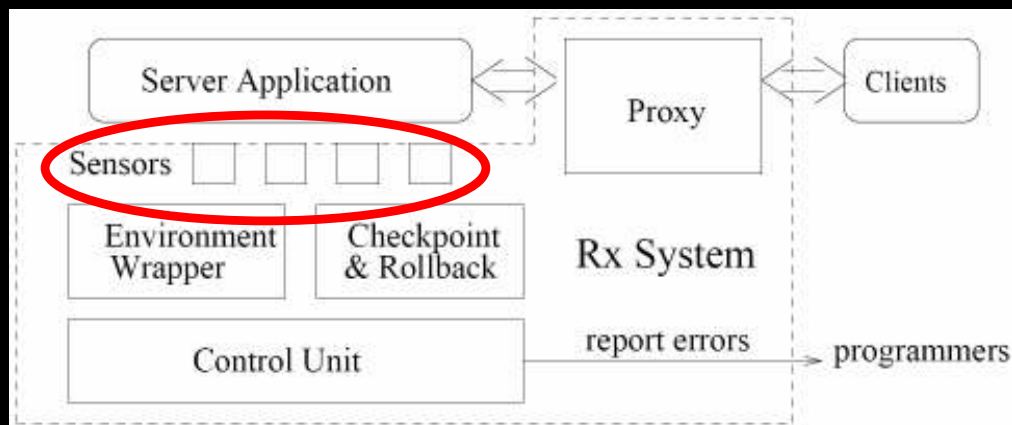 Server Application
Proxy
Clients
Sensors
Environment
Wrapper
Checkpoint
& Rollback
Rx System
Control Unit
report errors
programmers